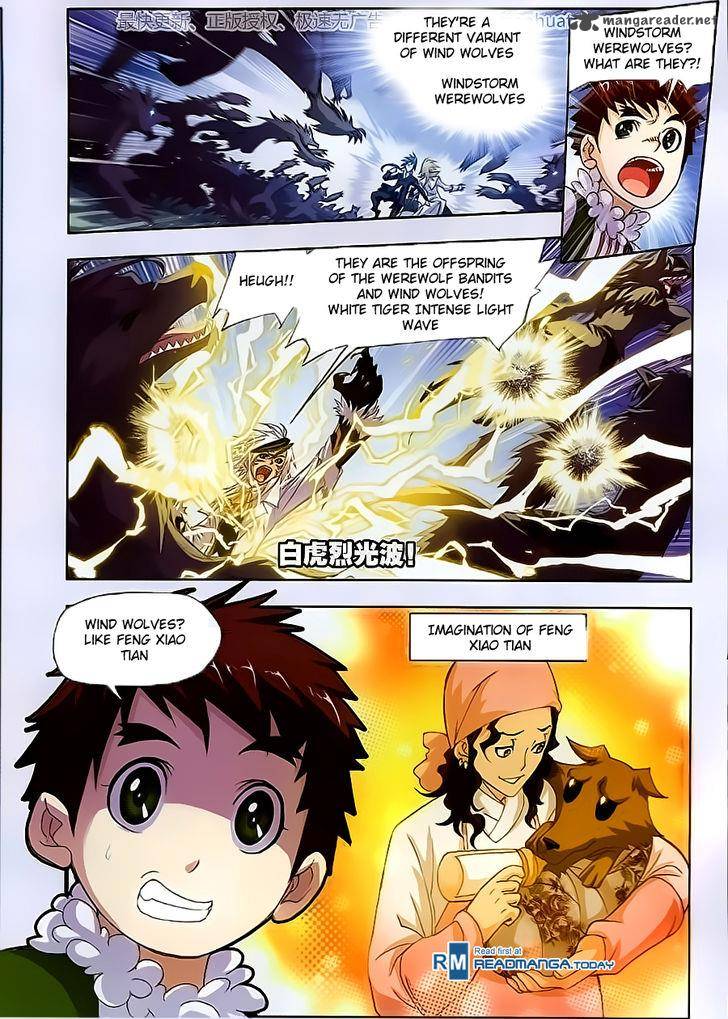 最快更新、正版授权、极速无广告
mangareader.net
THEY'RE A
DIFFERENT VARIANT
OF WIND WOLVES
WINDSTORM
WEREWOLVES
WINDSTORM
WEREWOLVES?
WHAT ARE THEY?!
HEUGH!!
THEY ARE THE OFFSPRING
OF THE WEREWOLF BANDITS
AND WIND WOLVES!
WHITE TIGER INTENSE LIGHT
WAVE
白虎烈光波!
WIND WOLVES?
LIKE FENG XIAO
TIAN
IMAGINATION OF FENG
XIAO TIAN
RM
Read first at
READMANGA.TODAY